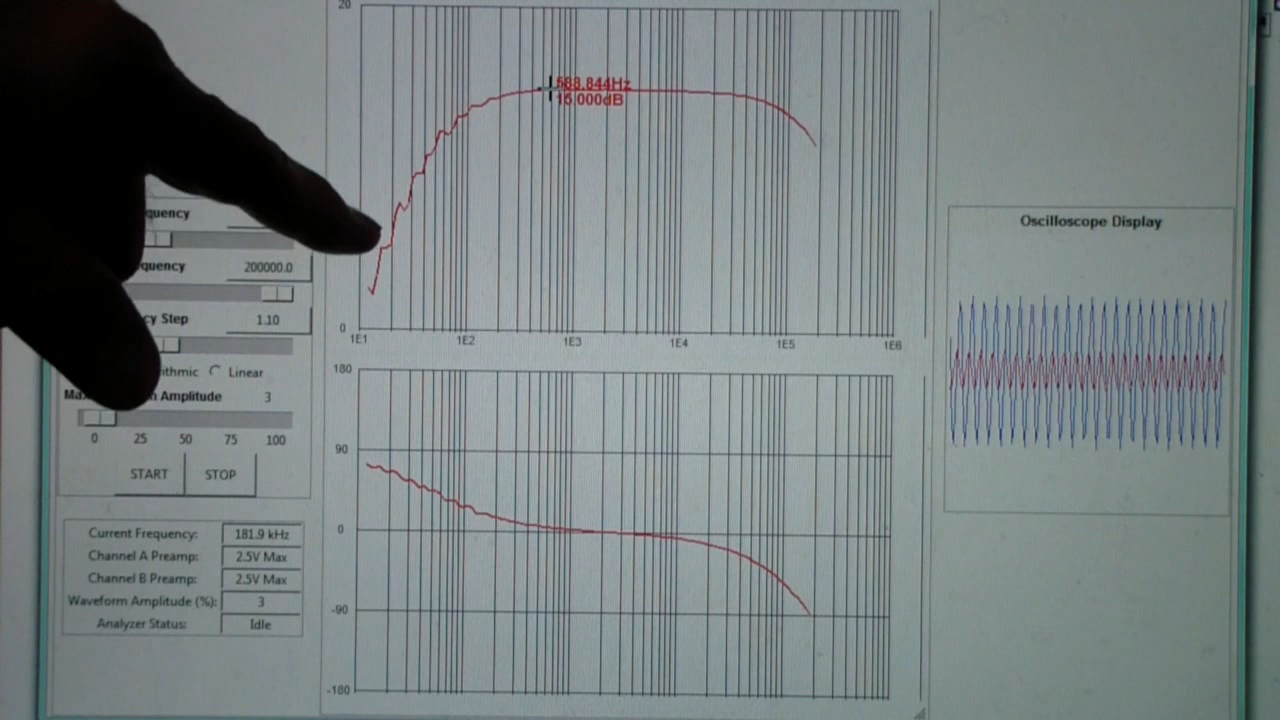 20
588.844Hz
15.000dB
0
1E1 1E2 1E3 1E4 1E5 1E6
180
90
0
-90
-180
quency
quency 200000.0
cy Step 1.10
ithmic Linear
Ma n Amplitude 3
0 25 50 75 100
START STOP
Current Frequency: 181.9 kHz
Channel A Preamp: 2.5V Max
Channel B Preamp: 2.5V Max
Waveform Amplitude (%): 3
Analyzer Status: Idle
Oscilloscope Display